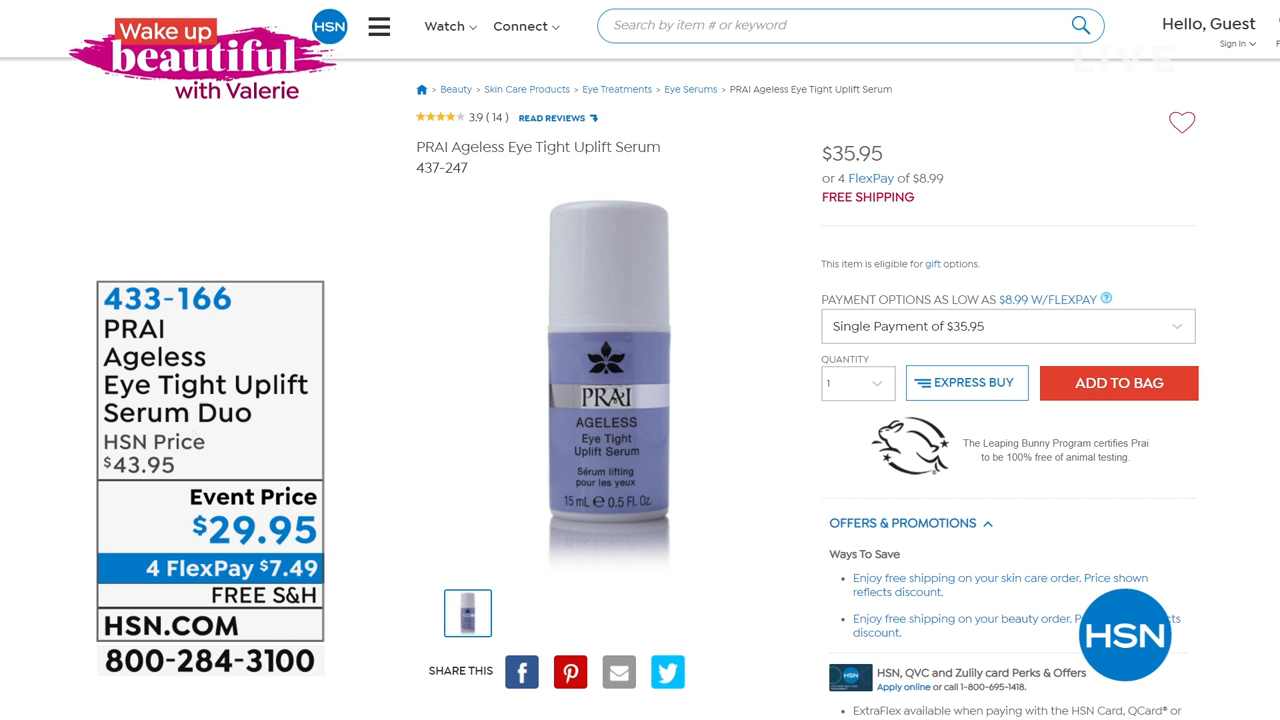 Wake up
beautiful
with Valerie
HSN
Watch
Connect
Search by item # or keyword
Hello, Guest
Sign In
LIVE
Beauty > Skin Care Products > Eye Treatments > Eye Serums > PRAI Ageless Eye Tight Uplift Serum
3.9 ( 14 ) READ REVIEWS
PRAI Ageless Eye Tight Uplift Serum
437-247
$35.95
or 4 FlexPay of $8.99
FREE SHIPPING
This item is eligible for gift options.
PAYMENT OPTIONS AS LOW AS $8.99 W/FLEXPAY ?
Single Payment of $35.95
QUANTITY
1
EXPRESS BUY
ADD TO BAG
The Leaping Bunny Program certifies Prai
to be 100% free of animal testing.
OFFERS & PROMOTIONS
Ways To Save
• Enjoy free shipping on your skin care order. Price shown
reflects discount.
• Enjoy free shipping on your beauty order.
discount.
HSN
HSN, QVC and Zulily card Perks & Offers
Apply online or call 1-800-695-1418.
• ExtraFlex available when paying with the HSN Card, QCard® or
PRAI
AGELESS
Eye Tight
Uplift Serum
Sérum lifting
pour les yeux
15 mL e 0.5 Fl. Oz.
SHARE THIS
433-166
PRAI
Ageless
Eye Tight Uplift
Serum Duo
HSN Price
$43.95
Event Price
$29.95
4 FlexPay $7.49
FREE S&H
HSN.COM
800-284-3100